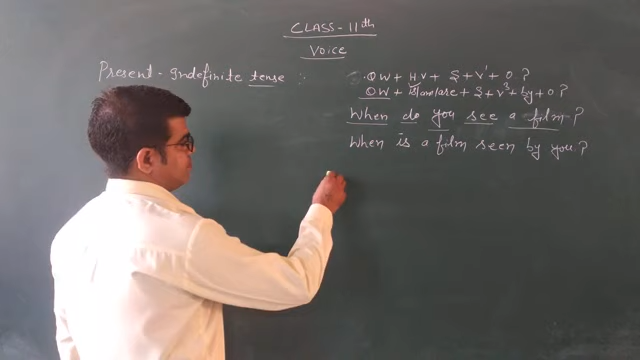 CLASS-11th
Voice
Present-Indefinite tense :
QW + H.V + S + V¹ + O ?
QW + is/am/are + S + V³ + by + O ?
When do you see a film ?
When is a film seen by you ?